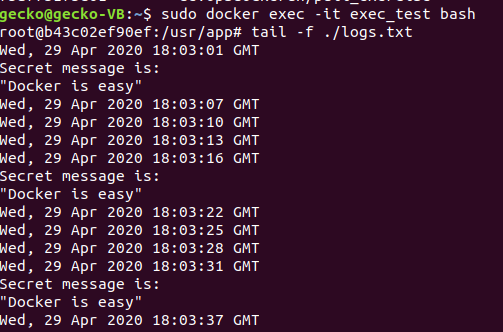 gecko@gecko-VB:~$ sudo docker exec -it exec_test bash
root@b43c02ef90ef:/usr/app# tail -f ./logs.txt
Wed, 29 Apr 2020 18:03:01 GMT
Secret message is:
"Docker is easy"
Wed, 29 Apr 2020 18:03:07 GMT
Wed, 29 Apr 2020 18:03:10 GMT
Wed, 29 Apr 2020 18:03:13 GMT
Wed, 29 Apr 2020 18:03:16 GMT
Secret message is:
"Docker is easy"
Wed, 29 Apr 2020 18:03:22 GMT
Wed, 29 Apr 2020 18:03:25 GMT
Wed, 29 Apr 2020 18:03:28 GMT
Wed, 29 Apr 2020 18:03:31 GMT
Secret message is:
"Docker is easy"
Wed, 29 Apr 2020 18:03:37 GMT